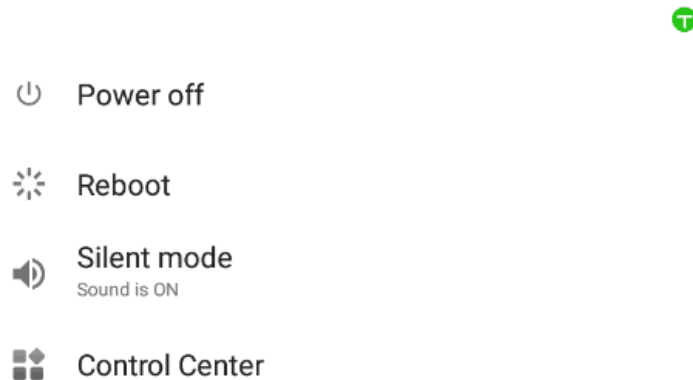 T
Power off
Reboot
Silent mode
Sound is ON
Control Center